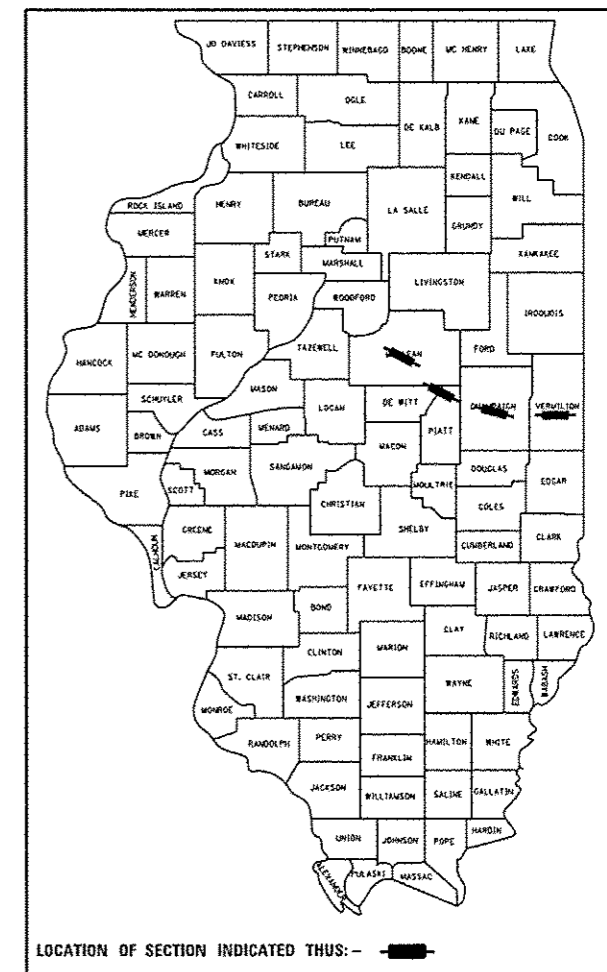 JO DAVIESS STEPHENSON WINNEBAGO BOONE MC HENRY LAKE
CARROLL OGLE DE KALB KANE DU PAGE COOK
WHITESIDE LEE KENDALL WILL
ROCK ISLAND HENRY BUREAU LA SALLE GRUNDY
MERCER PUTNAM KANKAKEE
STARK MARSHALL LIVINGSTON
HENDERSON WARREN KNOX PEORIA WOODFORD IROQUOIS
HANCOCK MC DONOUGH FULTON TAZEWELL FORD
SCHUYLER MASON LOGAN DE WITT CHAMPAIGN VERMILION
ADAMS BROWN CASS MENARD MACON PIATT
PIKE SCOTT MORGAN SANGAMON CHRISTIAN MOULTRIE DOUGLAS EDGAR
COLES
CALHOUN GREENE MACOUPIN MONTGOMERY SHELBY CUMBERLAND CLARK
JERSEY FAYETTE EFFINGHAM JASPER CRAWFORD
MADISON BOND CLAY RICHLAND LAWRENCE
CLINTON MARION
ST. CLAIR WASHINGTON JEFFERSON WAYNE EDWARDS WABASH
MONROE
RANDOLPH PERRY FRANKLIN HAMILTON WHITE
JACKSON WILLIAMSON SALINE GALLATIN
UNION JOHNSON POPE HARDIN
ALEXANDER PULASKI MASSAC
LOCATION OF SECTION INDICATED THUS:-